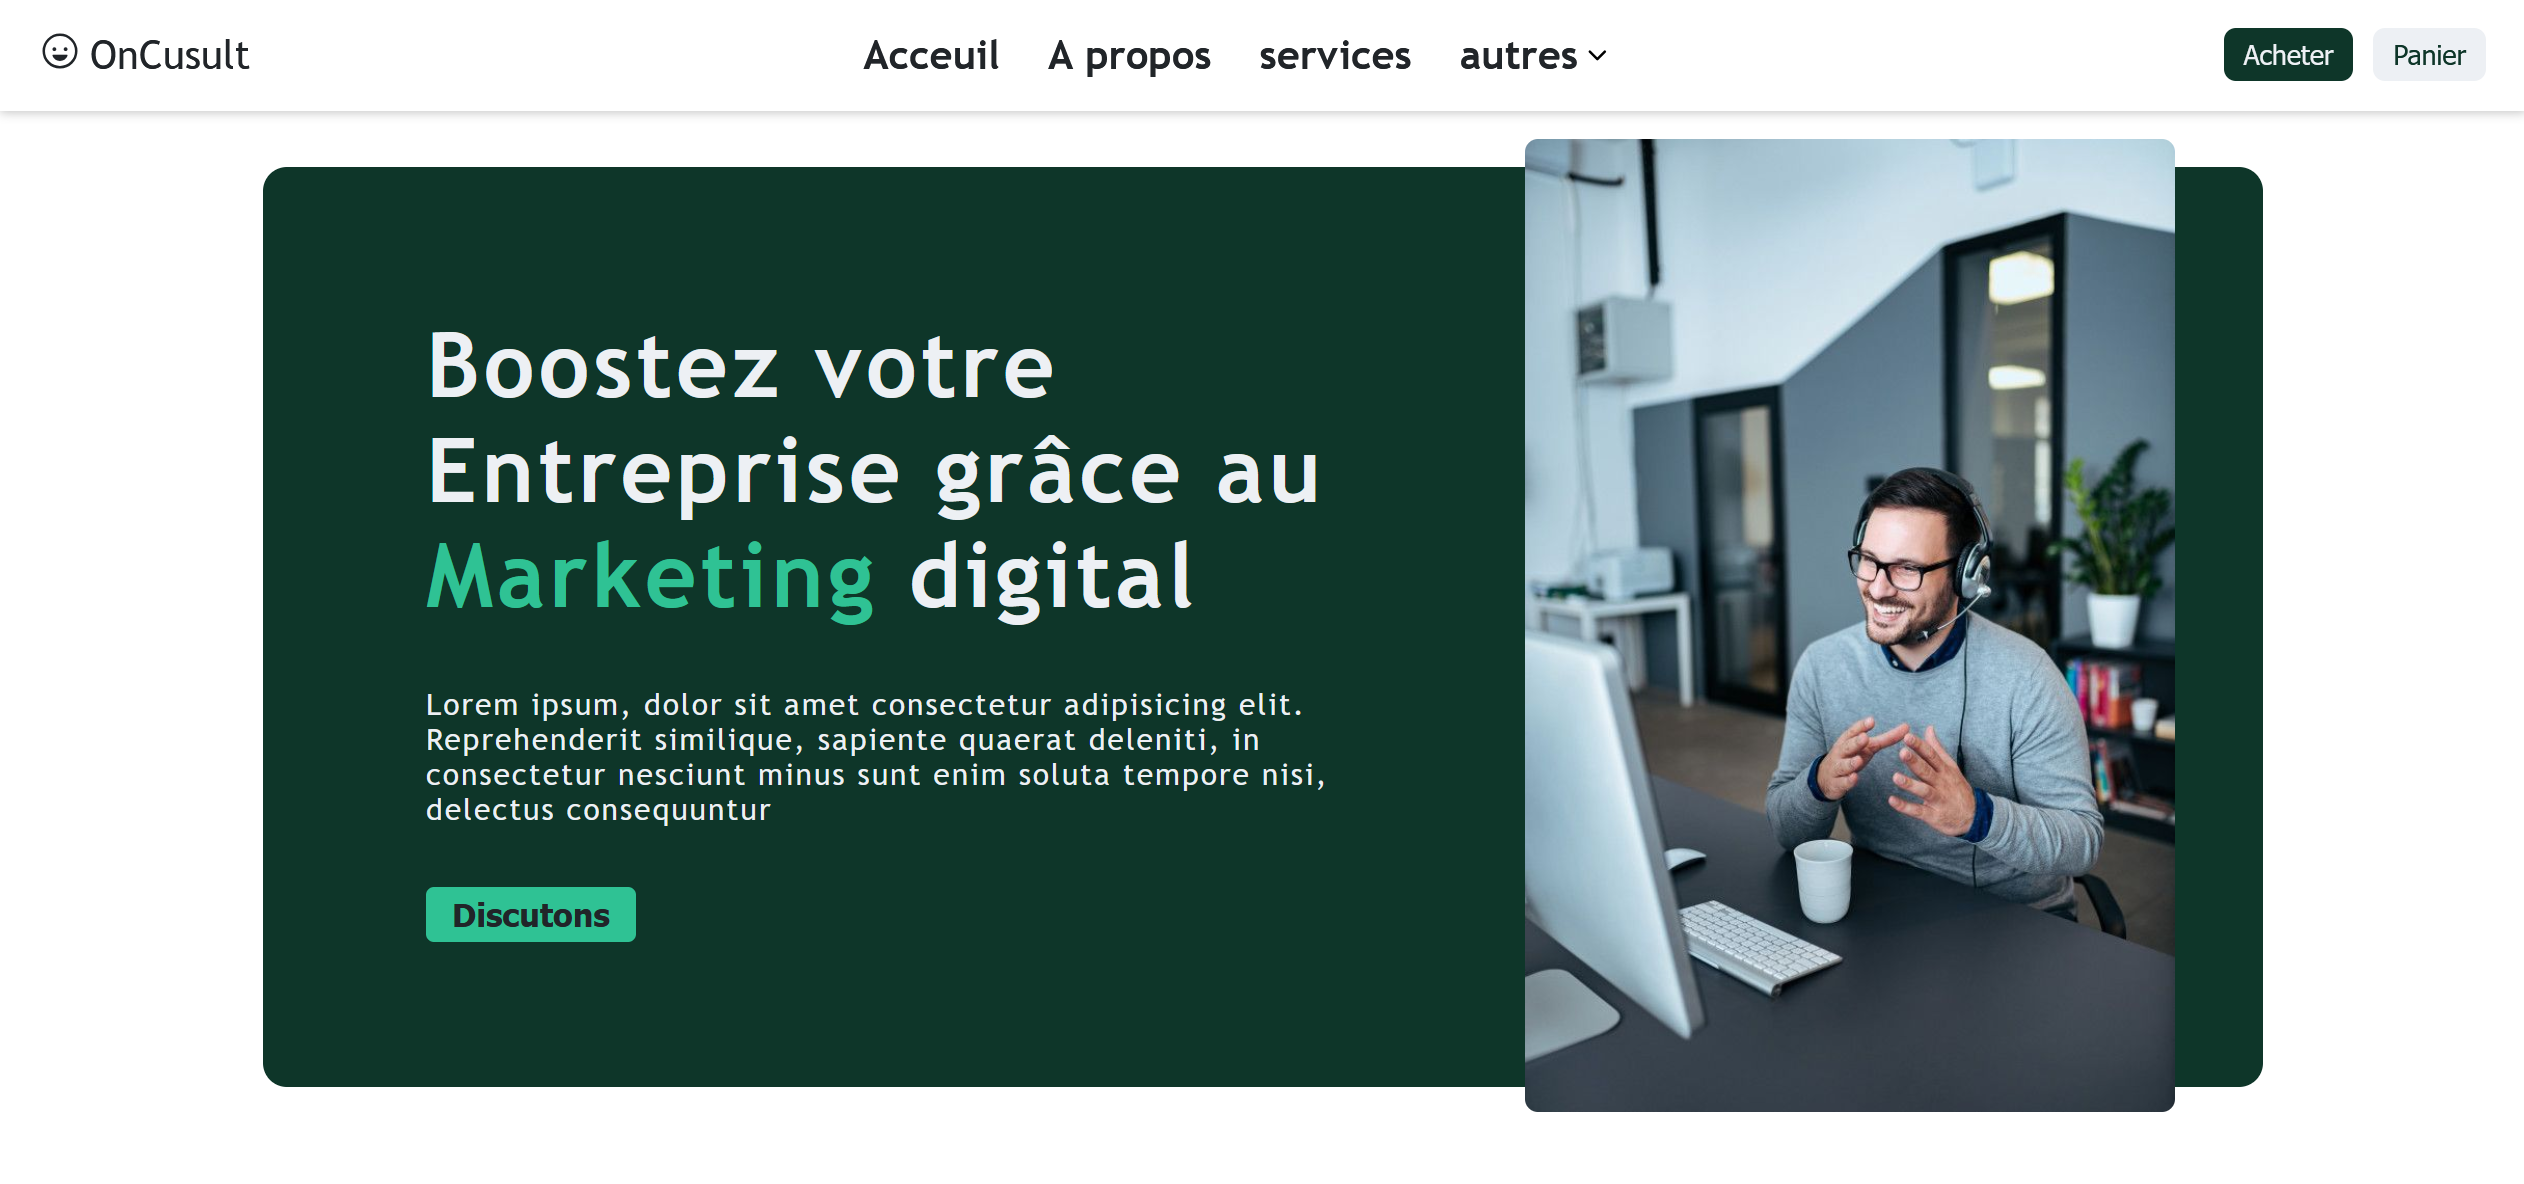 OnCusult
Acceuil
A propos
services
autres
Acheter
Panier
Boostez votre
Entreprise grâce au
Marketing digital
Lorem ipsum, dolor sit amet consectetur adipisicing elit.
Reprehenderit similique, sapiente quaerat deleniti, in
consectetur nesciunt minus sunt enim soluta tempore nisi,
delectus consequuntur
Discutons